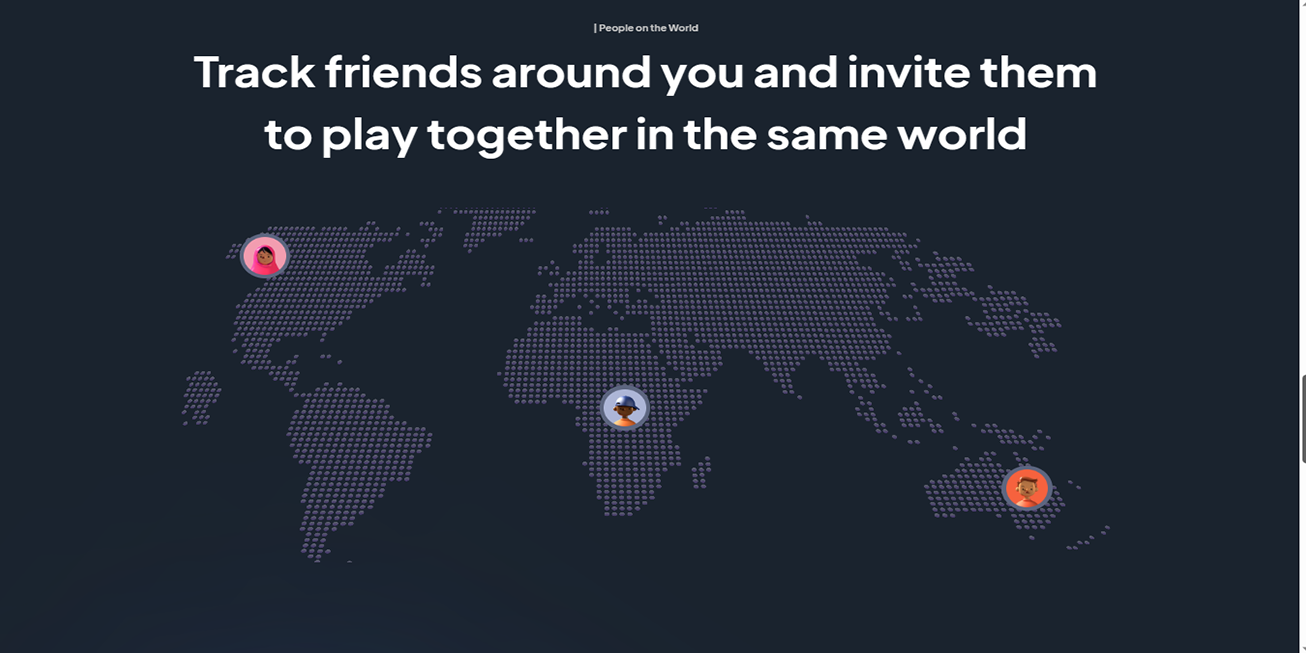 | People on the World
Track friends around you and invite them
to play together in the same world